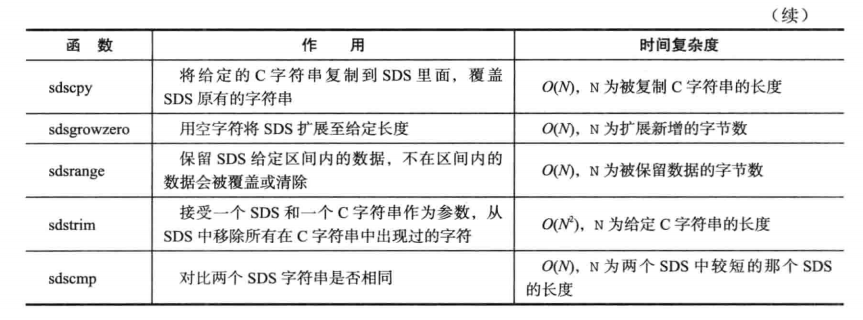 （续）
函 数 作 用 时间复杂度
sdscpy 将给定的 C 字符串复制到 SDS 里面，覆盖 SDS 原有的字符串 O(N)，N 为被复制 C 字符串的长度
sdsgrowzero 用空字符将 SDS 扩展至给定长度 O(N)，N 为扩展新增的字节数
sdsrange 保留 SDS 给定区间内的数据，不在区间内的数据会被覆盖或清除 O(N)，N 为被保留数据的字节数
sdstrim 接受一个 SDS 和一个 C 字符串作为参数，从 SDS 中移除所有在 C 字符串中出现过的字符 O(N²)，N 为给定 C 字符串的长度
sdscmp 对比两个 SDS 字符串是否相同 O(N)，N 为两个 SDS 中较短的那个 SDS 的长度